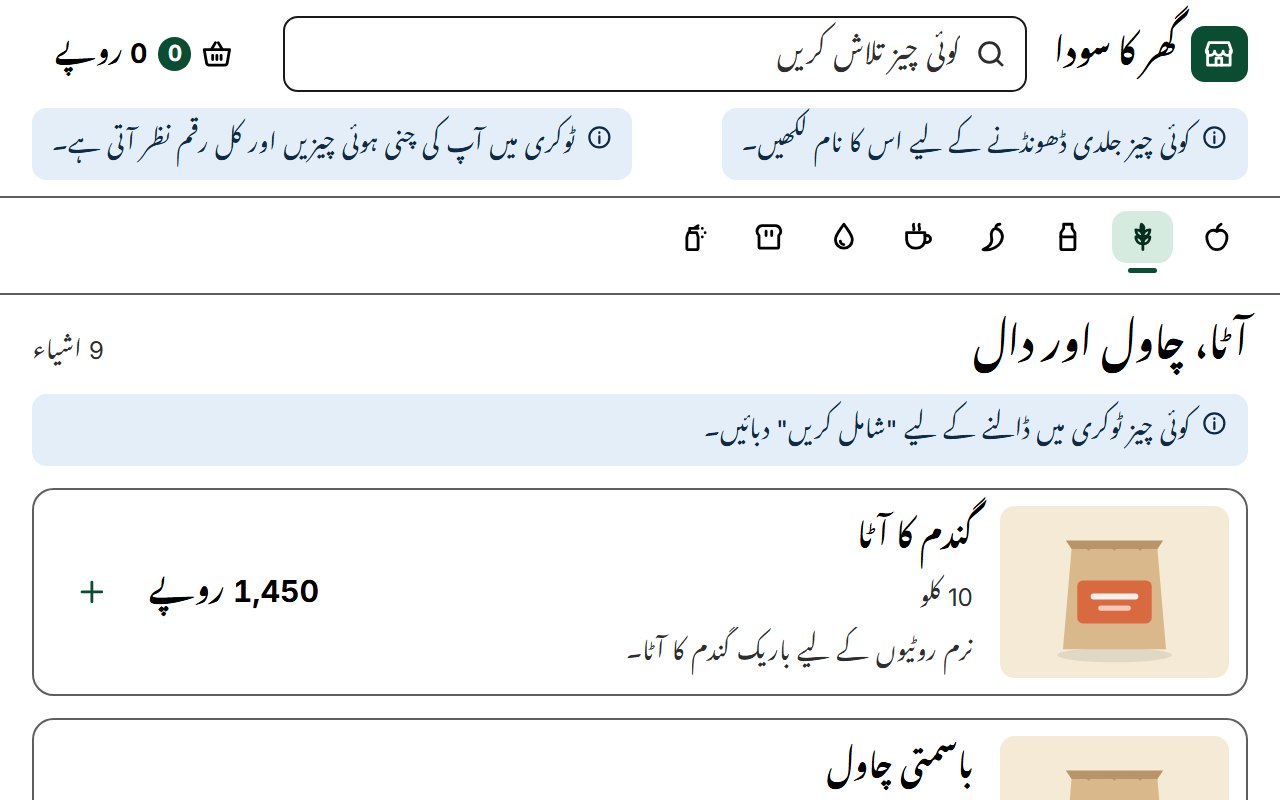 گھر کا سودا
کوئی چیز تلاش کریں
0 0 روپے
کوئی چیز جلدی ڈھونڈنے کے لیے اس کا نام لکھیں۔
ٹوکری میں آپ کی چنی ہوئی چیزیں اور کل رقم نظر آتی ہے۔
آٹا، چاول اور دال
9 اشیاء
کوئی چیز ٹوکری میں ڈالنے کے لیے "شامل کریں" دبائیں۔
گندم کا آٹا
10 کلو
نرم روٹیوں کے لیے باریک گندم کا آٹا۔
1,450 روپے
باسمتی چاول